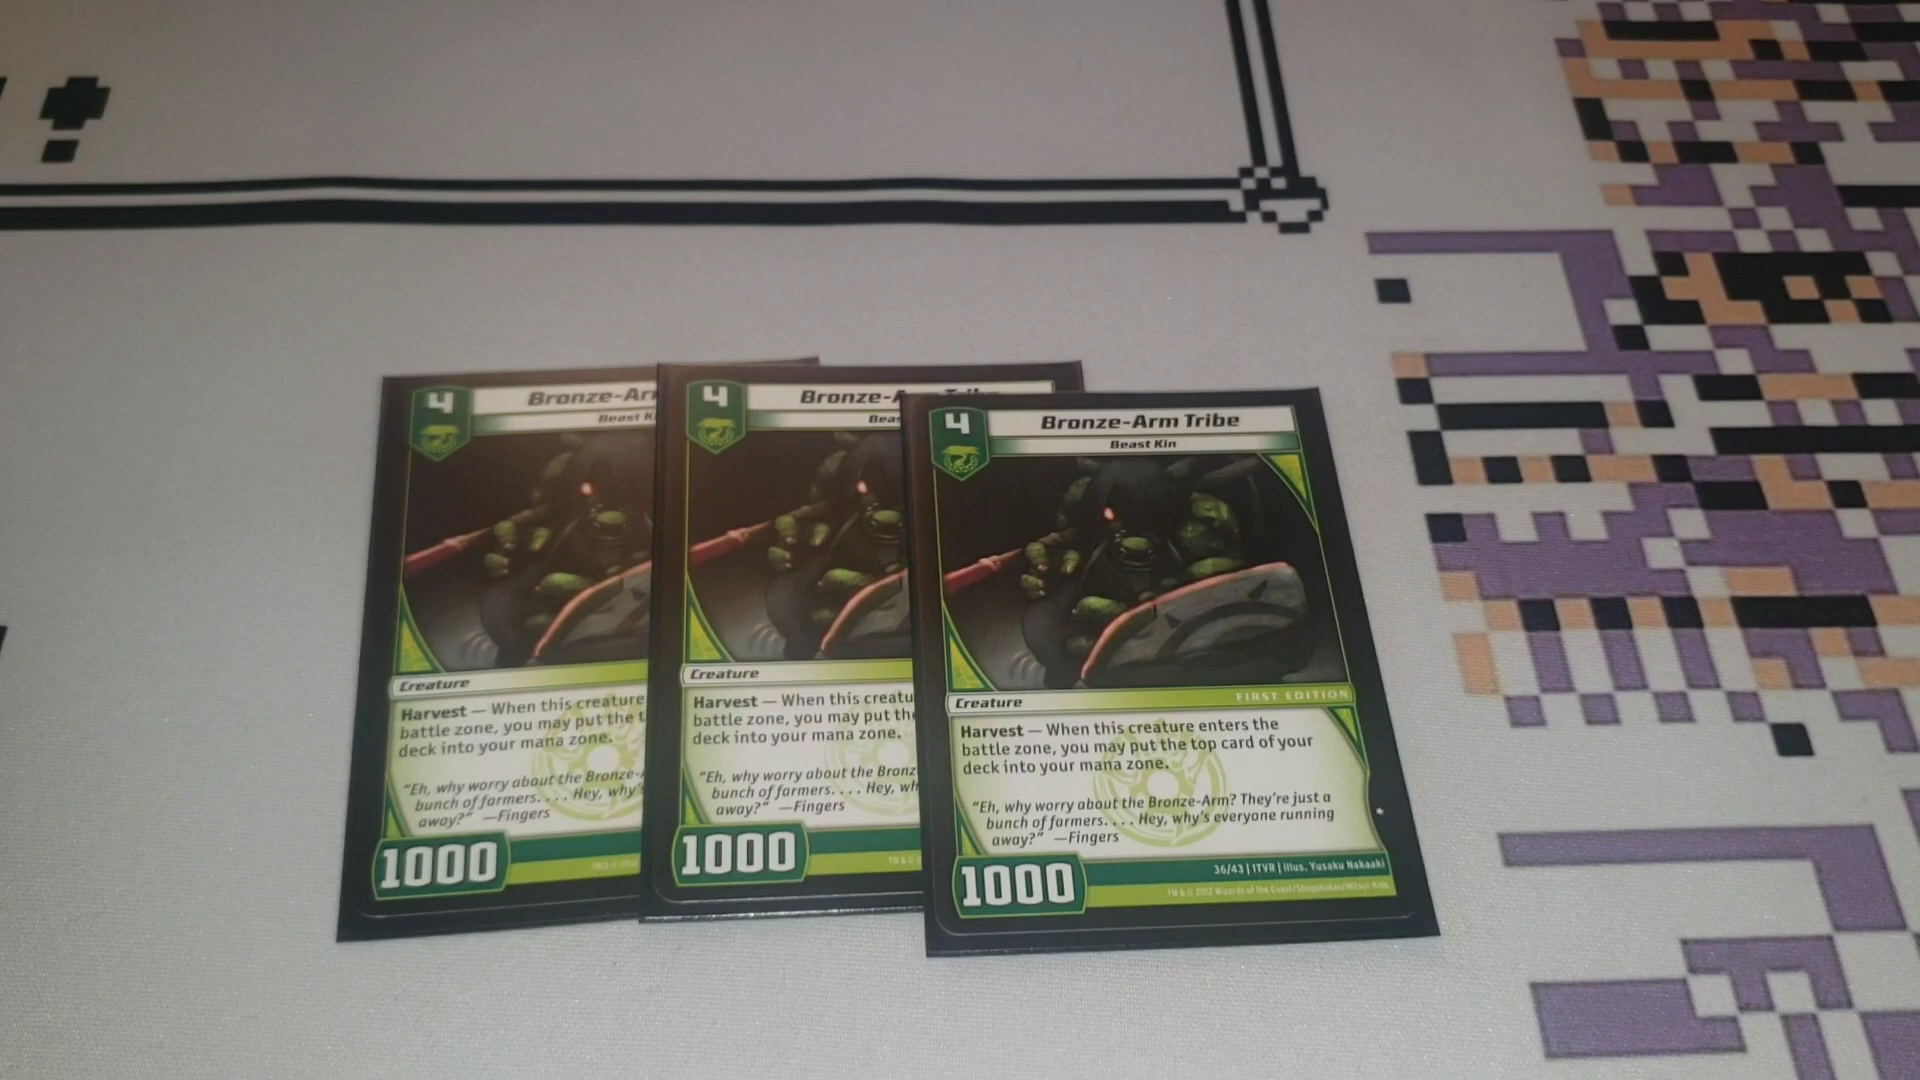 4
Bronze-Arm
Beast K
Creature
Harvest — When this creature
battle zone, you may put the t
deck into your mana zone.
"Eh, why worry about the Bronze-A
bunch of farmers. . . . Hey, why's
away?" —Fingers
1000
4
Bronze-Arm Tribe
Beas
Creature
Harvest — When this creatu
battle zone, you may put the
deck into your mana zone.
"Eh, why worry about the Bronz
bunch of farmers. . . . Hey, wh
away?" —Fingers
1000
4
Bronze-Arm Tribe
Beast Kin
Creature
FIRST EDITION
Harvest — When this creature enters the
battle zone, you may put the top card of your
deck into your mana zone.
"Eh, why worry about the Bronze-Arm? They're just a
bunch of farmers. . . . Hey, why's everyone running
away?" —Fingers
1000
36/43 | 1TVR | illus. Yusaku Nakaaki
TM & © 2012 Wizards of the Coast/Shogakukan/Mitsui-Kids